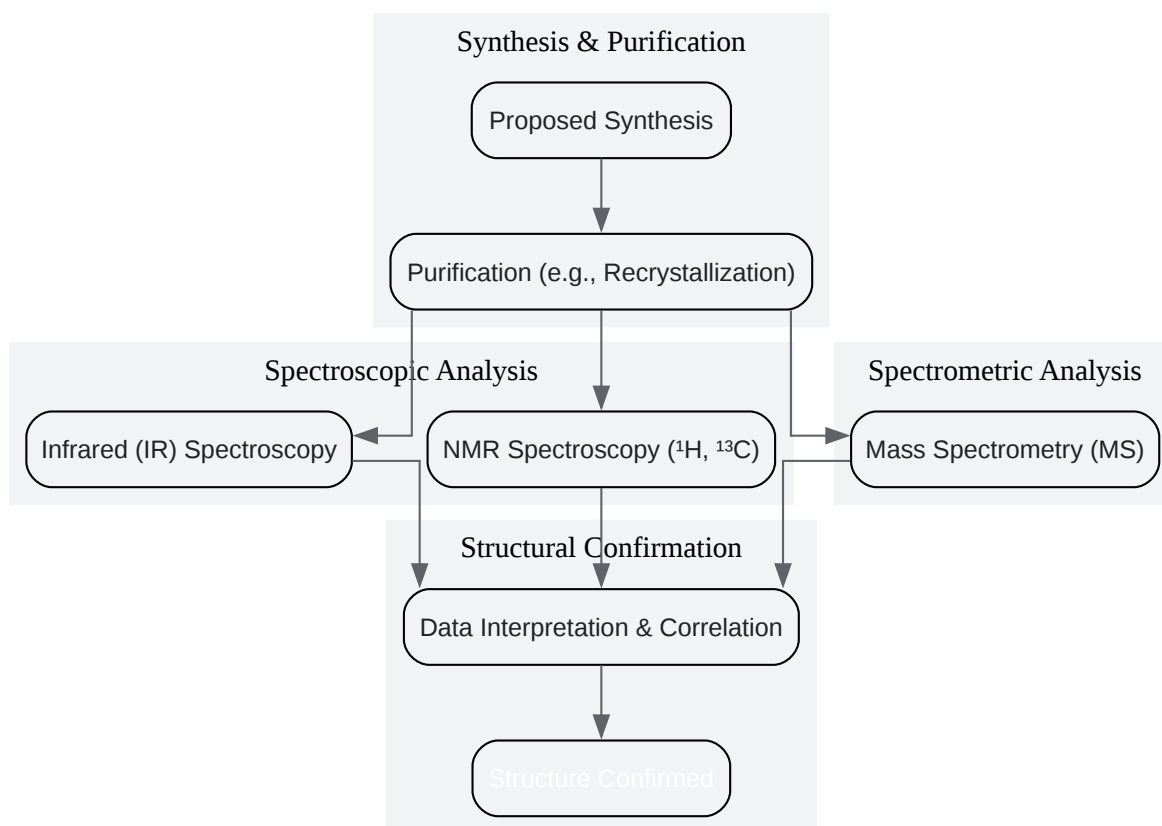 Synthesis & Purification
Proposed Synthesis
Purification (e.g., Recrystallization)
Spectroscopic Analysis
Spectrometric Analysis
Infrared (IR) Spectroscopy
NMR Spectroscopy (¹H, ¹³C)
Mass Spectrometry (MS)
Structural Confirmation
Data Interpretation & Correlation
Structure Confirmed